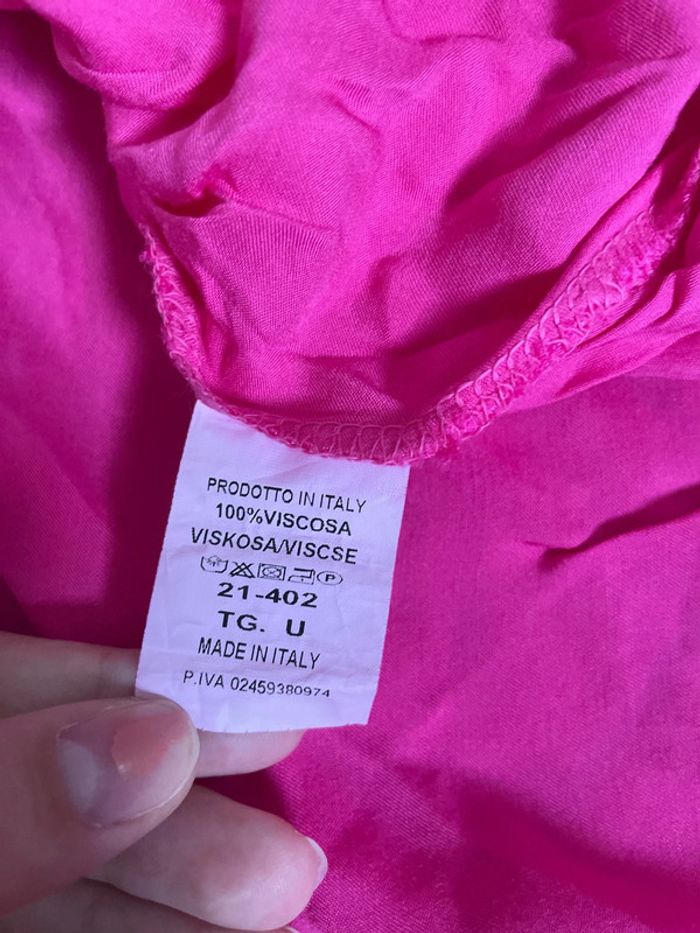 PRODOTTO IN ITALY
100%VISCOSA
VISKOSA/VISCSE
P
21-402
TG. U
MADE IN ITALY
P.IVA 02459380974